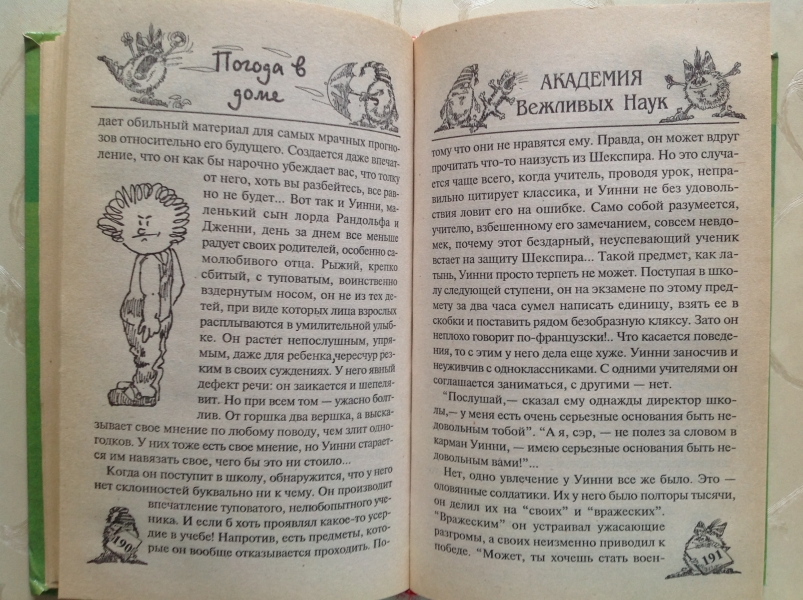 Погода в
доме
дает обильный материал для самых мрачных прогно-
зов относительно его будущего. Создается даже впечат-
ление, что он как бы нарочно убеждает вас, что толку
от него, хоть вы разбейтесь, все рав-
но не будет... Вот так и Уинни, ма-
ленький сын лорда Рандольфа и
Дженни, день за днем все меньше
радует своих родителей, особенно са-
молюбивого отца. Рыжий, крепко
сбитый, с туповатым, воинственно
вздернутым носом, он не из тех де-
тей, при виде которых лица взрослых
расплываются в умилительной улыб-
ке. Он растет непослушным, упря-
мым, даже для ребенка, чересчур рез-
ким в своих суждениях. У него явный
дефект речи: он заикается и шепеля-
вит. Но при всем том — ужасно болт-
лив. От горшка два вершка, а выска-
зывает свое мнение по любому поводу, чем злит одно-
годков. У них тоже есть свое мнение, но Уинни старает-
ся им навязать свое, чего бы это ни стоило...
Когда он поступит в школу, обнаружится, что у него
нет склонностей буквально ни к чему. Он производит
впечатление туповатого, нелюбопытного уче-
ника. И если б хоть проявлял какое-то усер-
дие в учебе! Напротив, есть предметы, кото-
рые он вообще отказывается проходить. По-
190
АКАДЕМИЯ
Вежливых Наук
тому что они не нравятся ему. Правда, он может вдруг
прочитать что-то наизусть из Шекспира. Но это случа-
ется чаще всего, когда учитель, проводя урок, непра-
вильно цитирует классика, и Уинни не без удоволь-
ствия ловит его на ошибке. Само собой разумеется,
учителю, взбешенному его замечанием, совсем невдо-
мек, почему этот бездарный, неуспевающий ученик
встает на защиту Шекспира... Такой предмет, как ла-
тынь, Уинни просто терпеть не может. Поступая в шко-
лу следующей ступени, он на экзамене по этому пред-
мету за два часа сумел написать единицу, взять ее в
скобки и поставить рядом безобразную кляксу. Зато он
неплохо говорит по-французски!.. Что касается поведе-
ния, то с этим у него дела еще хуже. Уинни заносчив и
неуживчив с одноклассниками. С одними учителями он
соглашается заниматься, с другими — нет.
"Послушай,— сказал ему однажды директор шко-
лы,— у меня есть очень серьезные основания быть не-
довольным тобой". "А я, сэр, — не полез за словом в
карман Уинни, — имею серьезные основания быть не-
довольным вами!"...
Нет, одно увлечение у Уинни все же было. Это —
оловянные солдатики. Их у него было полторы тысячи,
он делил их на "своих" и "вражеских".
"Вражеским" он устраивал ужасающие
разгромы, а своих неизменно приводил к
победе. "Может, ты хочешь стать воен-
191